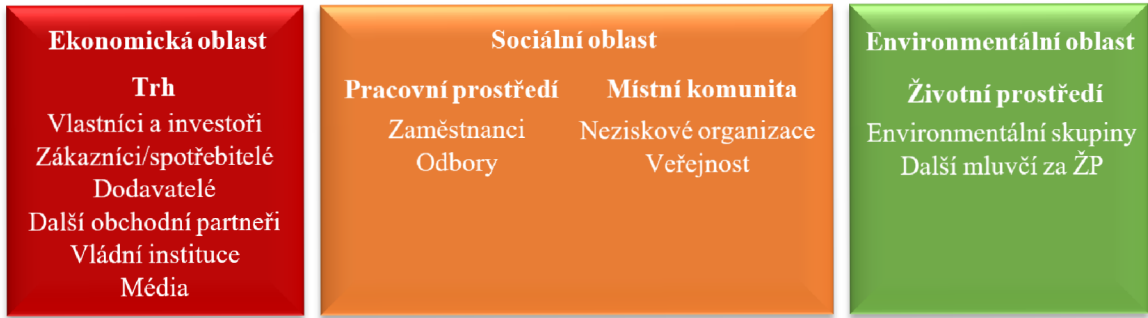 Ekonomická oblast
Trh
Vlastníci a investoři
Zákazníci/spotřebitelé
Dodavatelé
Další obchodní partneři
Vládní instituce
Média
Sociální oblast
Pracovní prostředí
Zaměstnanci
Odbory
Místní komunita
Neziskové organizace
Veřejnost
Environmentální oblast
Životní prostředí
Environmentální skupiny
Další mluvčí za ŽP